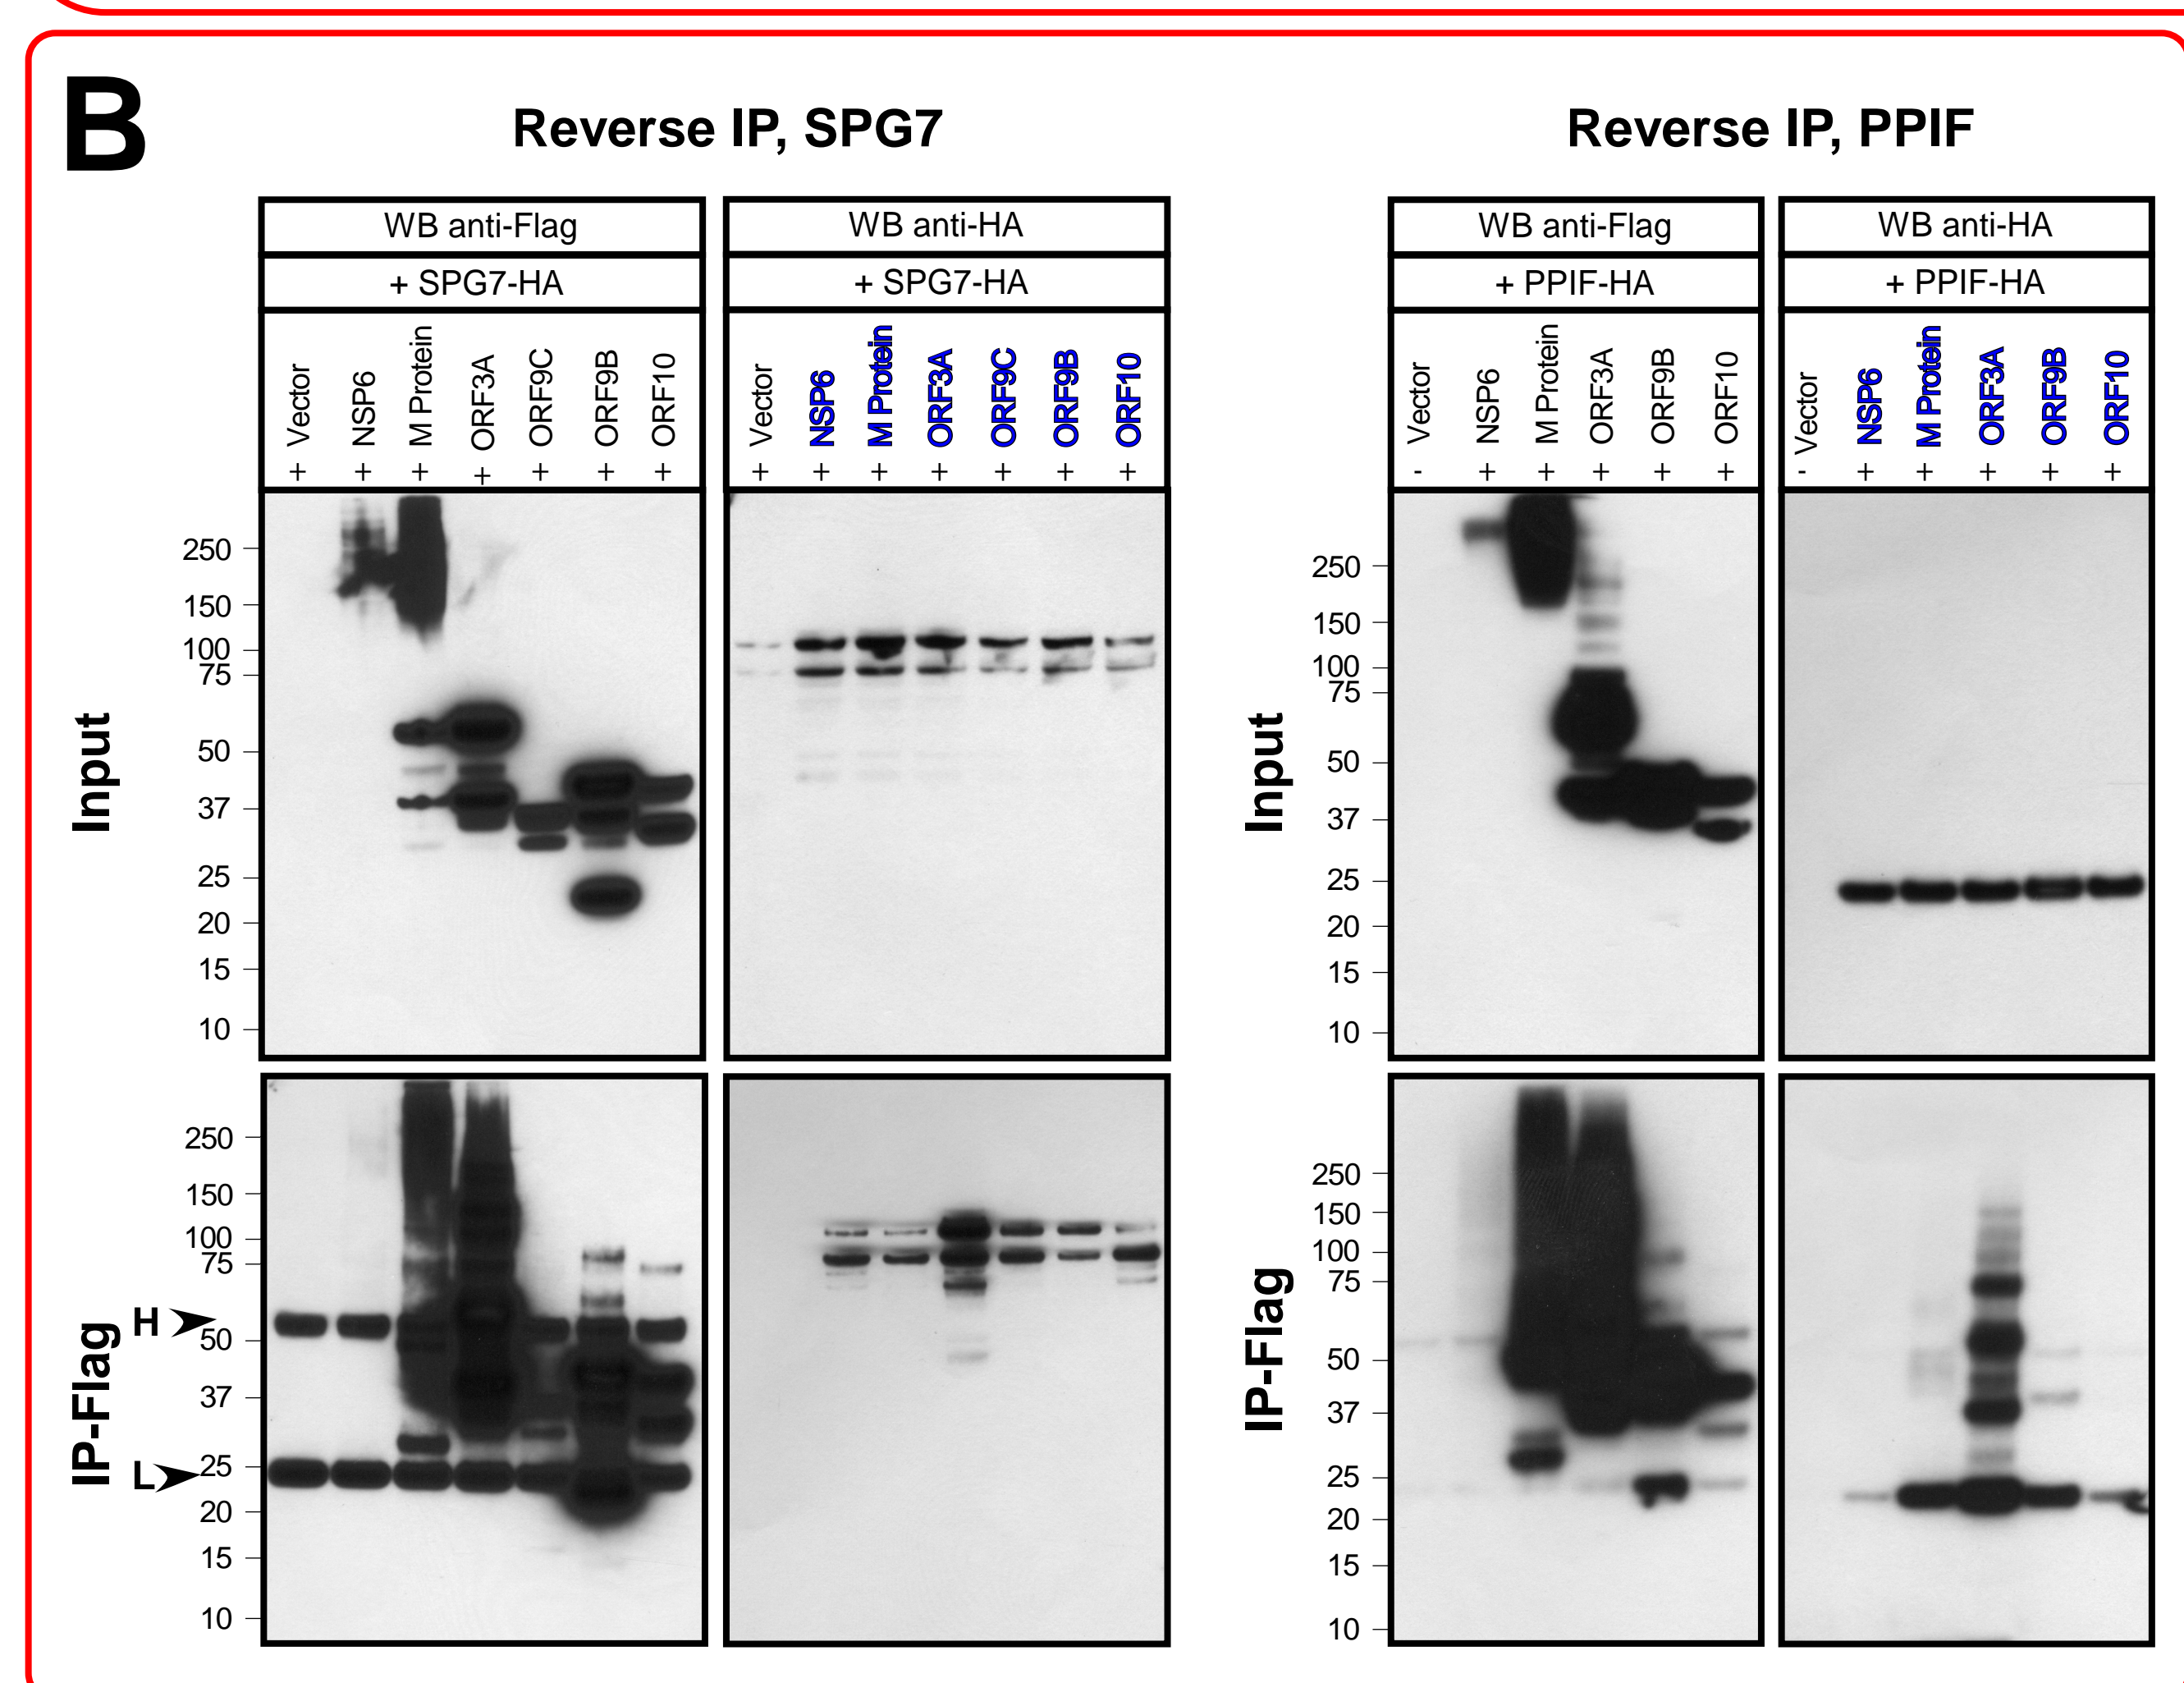 B
Reverse IP, SPG7
Reverse IP, PPIF
WB anti-Flag
WB anti-HA
WB anti-Flag
WB anti-HA
+ SPG7-HA
+ SPG7-HA
+ PPIF-HA
+ PPIF-HA
Vector
NSP6
M Protein
ORF3A
ORF9C
ORF9B
ORF10
Vector
NSP6
M Protein
ORF3A
ORF9C
ORF9B
ORF10
Vector
NSP6
M Protein
ORF3A
ORF9B
ORF10
Vector
NSP6
M Protein
ORF3A
ORF9B
ORF10
+ + + + + + +
+ + + + + + +
- + + + + +
- + + + + +
Input
250
150
100
75
50
37
25
20
15
10
Input
250
150
100
75
50
37
25
20
15
10
IP-Flag
H
L
250
150
100
75
50
37
25
20
15
10
IP-Flag
250
150
100
75
50
37
25
20
15
10